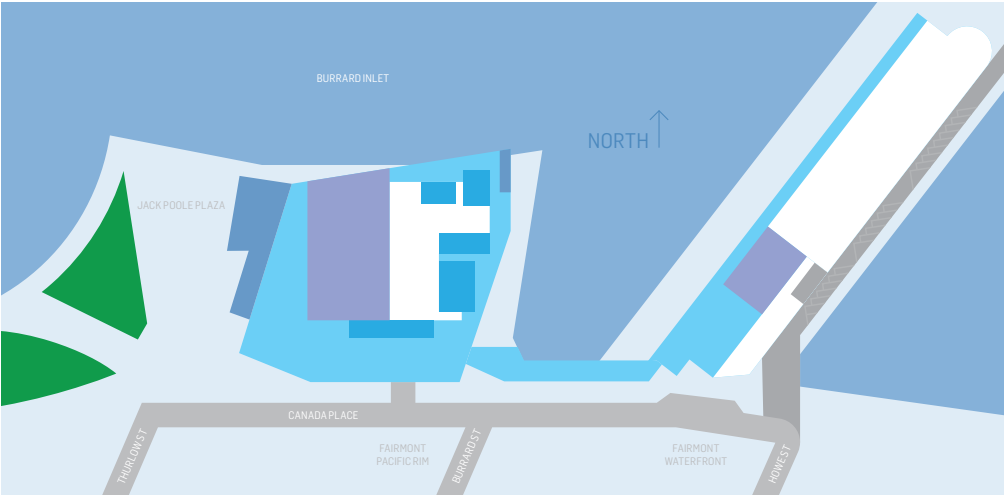 BURRARD INLET
NORTH
JACK POOLE PLAZA
CANADA PLACE
THURLOW ST
FAIRMONT
PACIFIC RIM
BURRARD ST
FAIRMONT
WATERFRONT
HOWE ST